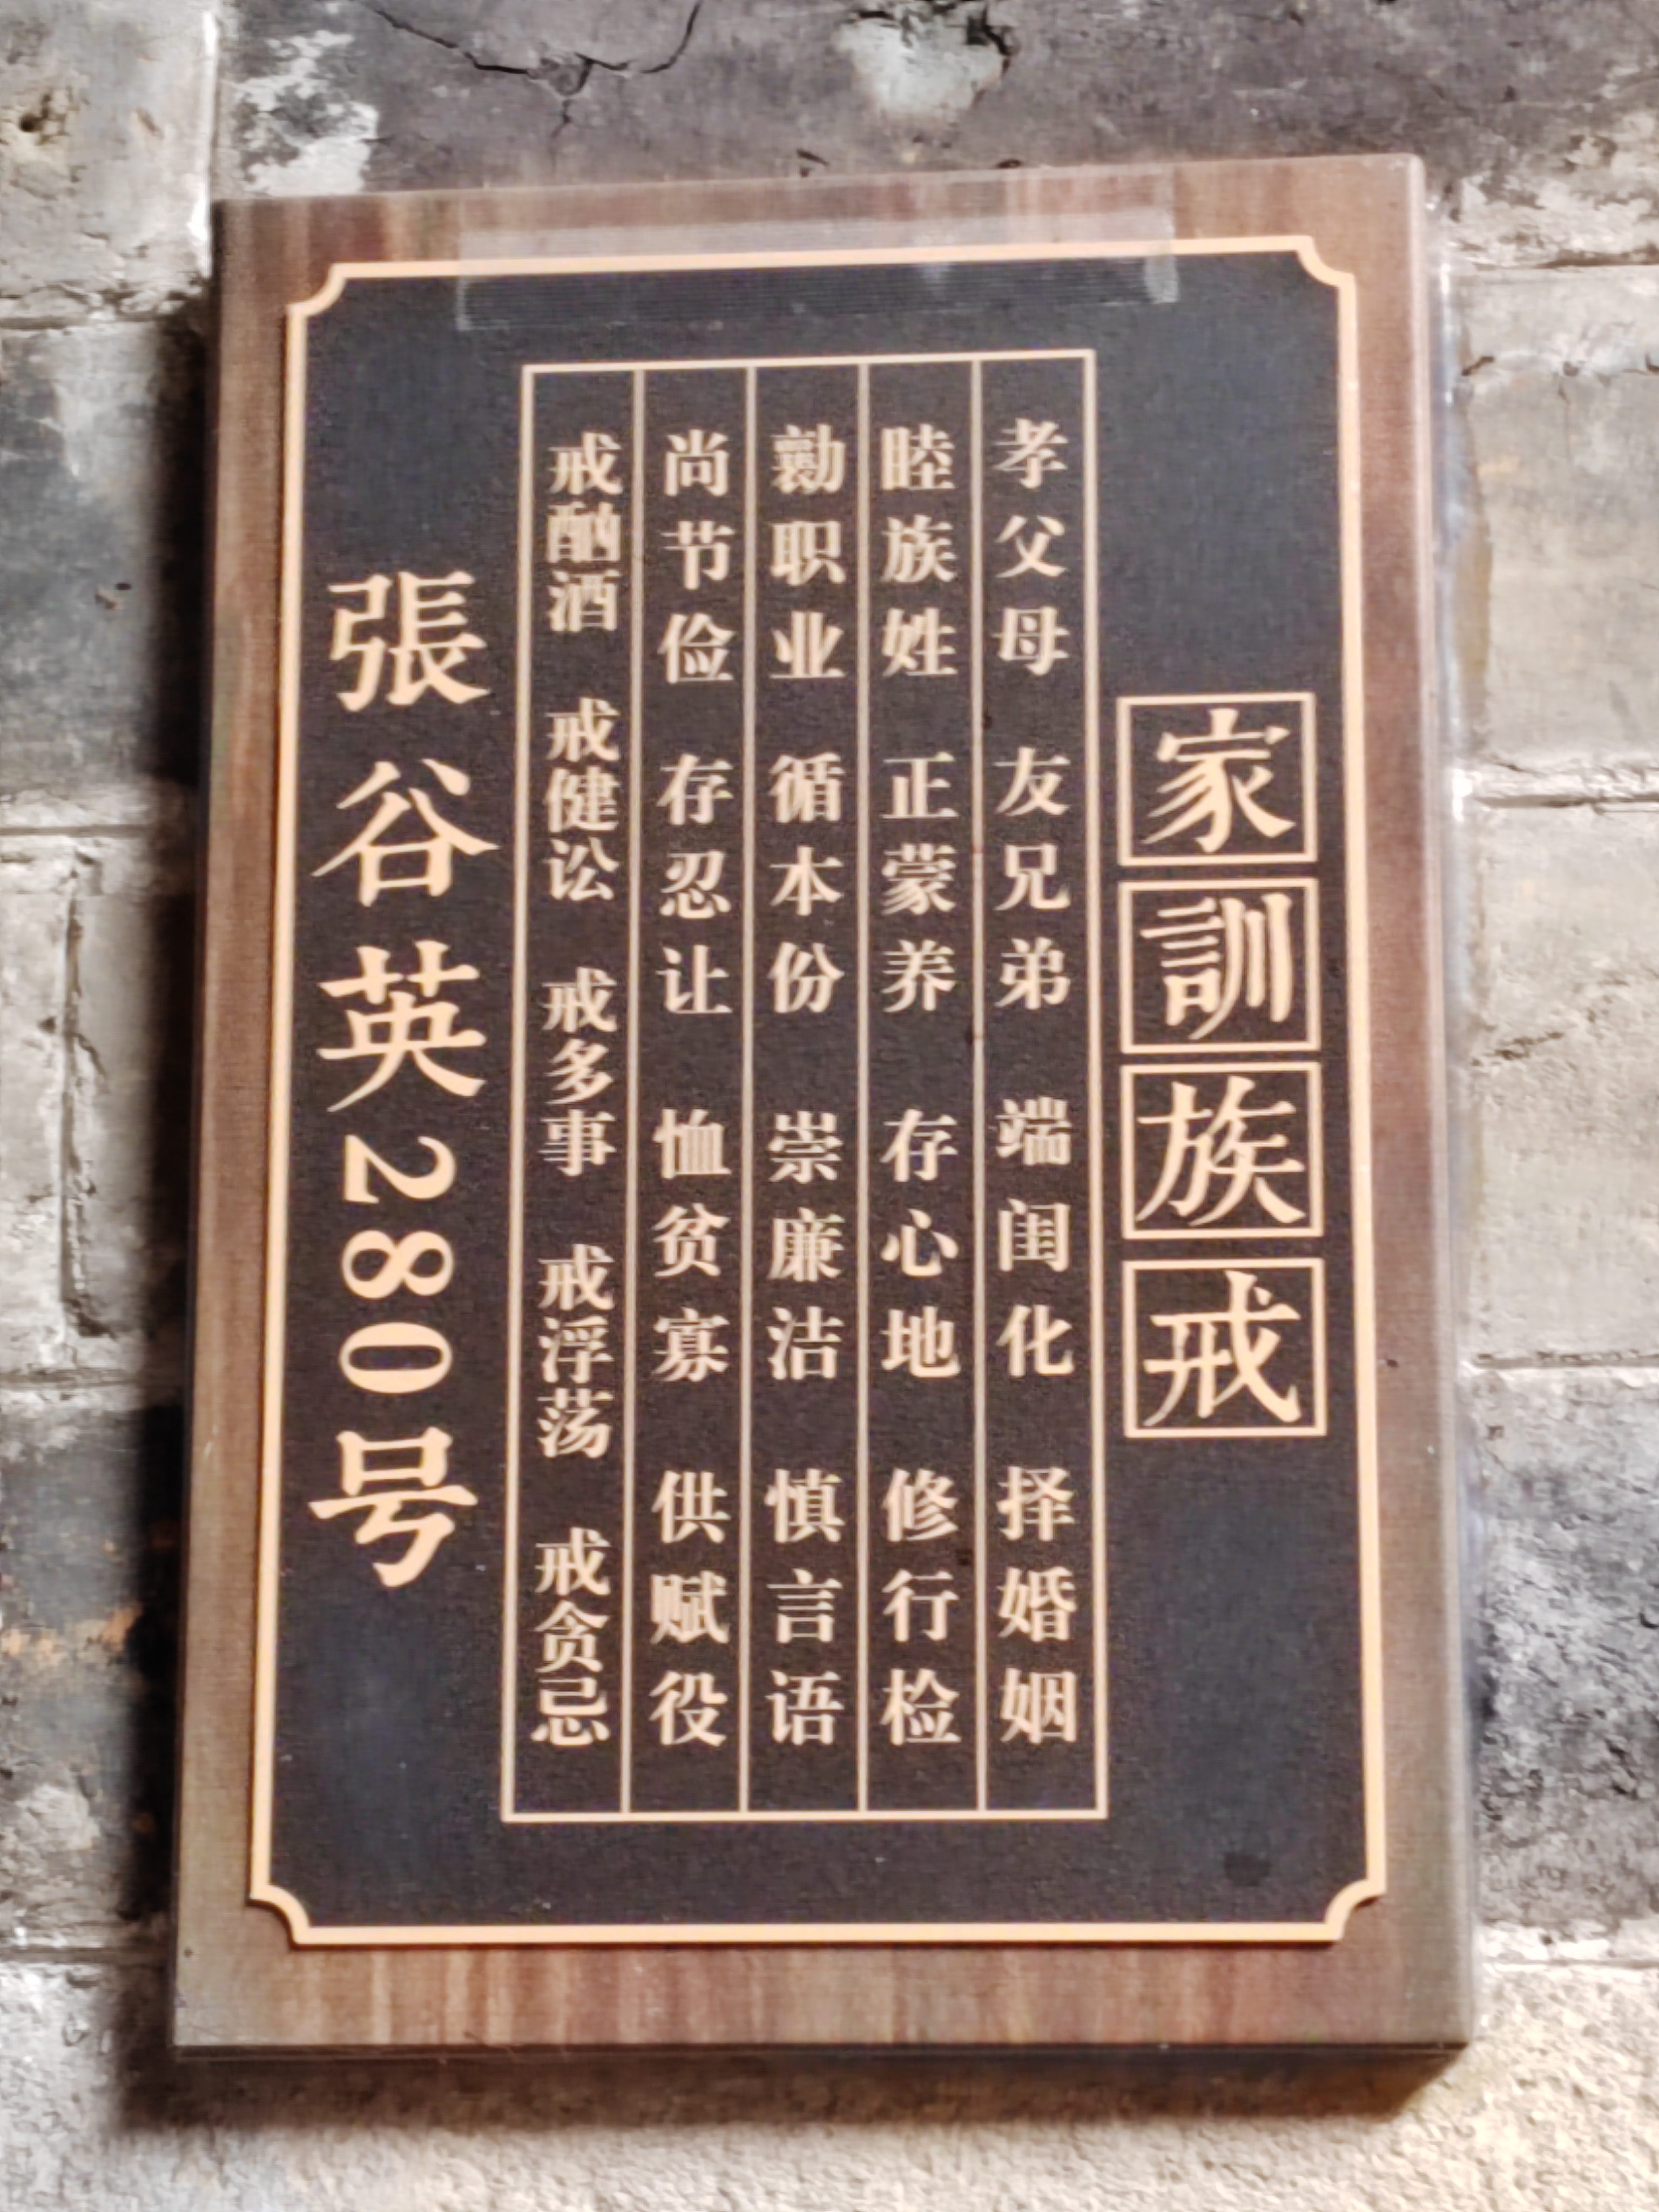 家訓族戒
孝父母 友兄弟 端闺化 择婚姻
睦族姓 正蒙养 存心地 修行检
职业 循本份 崇廉洁 慎言语
尚节俭 存忍让 恤贫寡 供赋役
戒酗酒 戒健讼 戒多事 戒浮荡 戒贪忌
張谷英280号